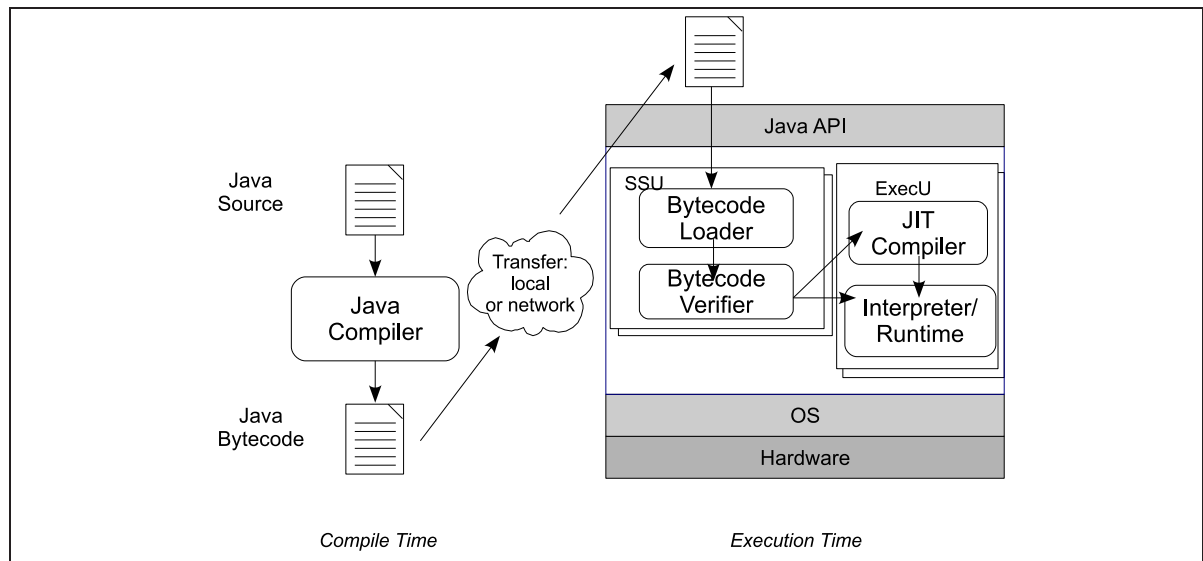 Java
Source
Java
Compiler
Java
Bytecode
Transfer:
local
or network
Java API
SSU
Bytecode
Loader
Bytecode
Verifier
ExecU
JIT
Compiler
Interpreter/
Runtime
OS
Hardware
Compile Time
Execution Time